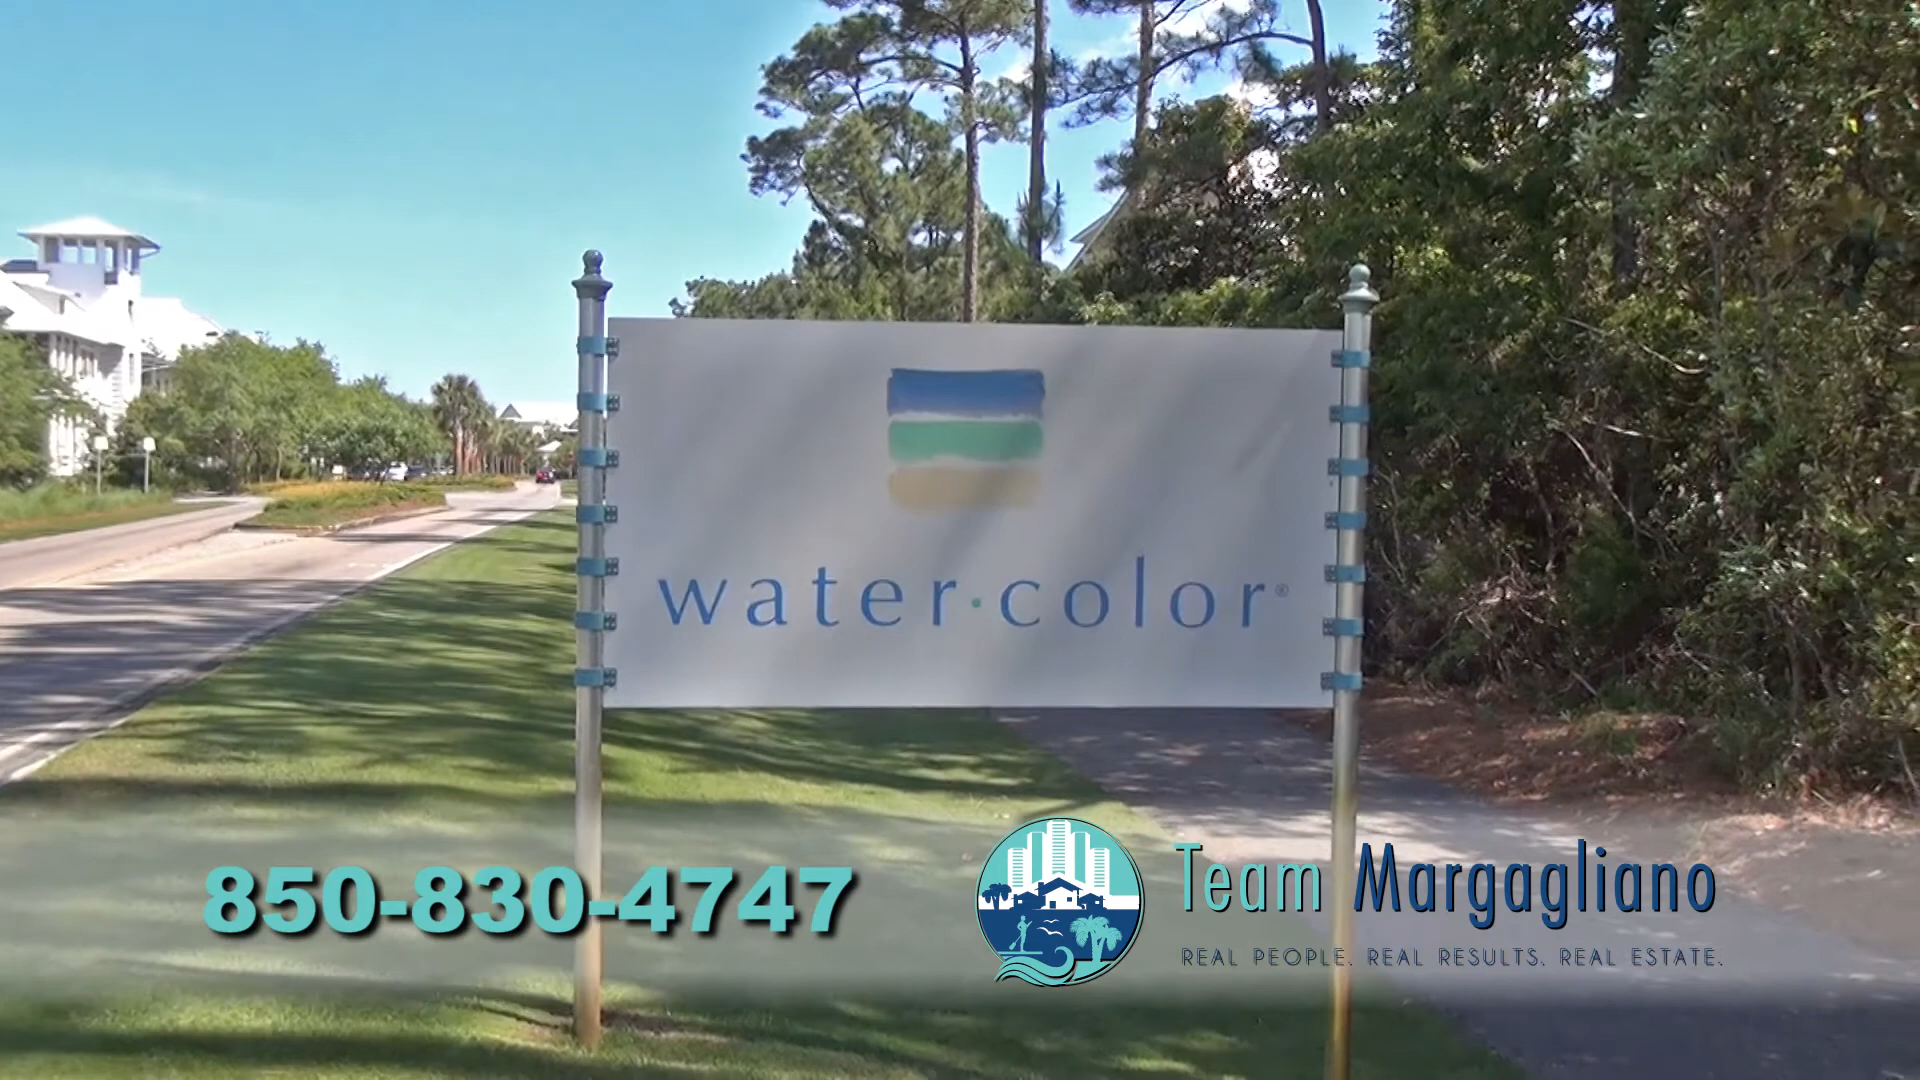 water·color®
850-830-4747
Team Margagliano
REAL PEOPLE. REAL RESULTS. REAL ESTATE.